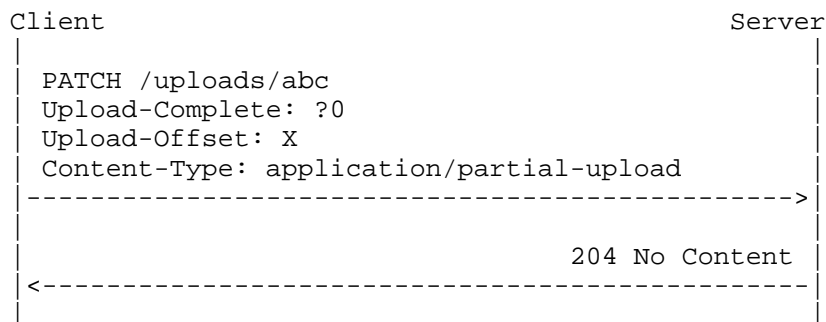 Client Server
PATCH /uploads/abc
Upload-Complete: ?0
Upload-Offset: X
Content-Type: application/partial-upload
204 No Content